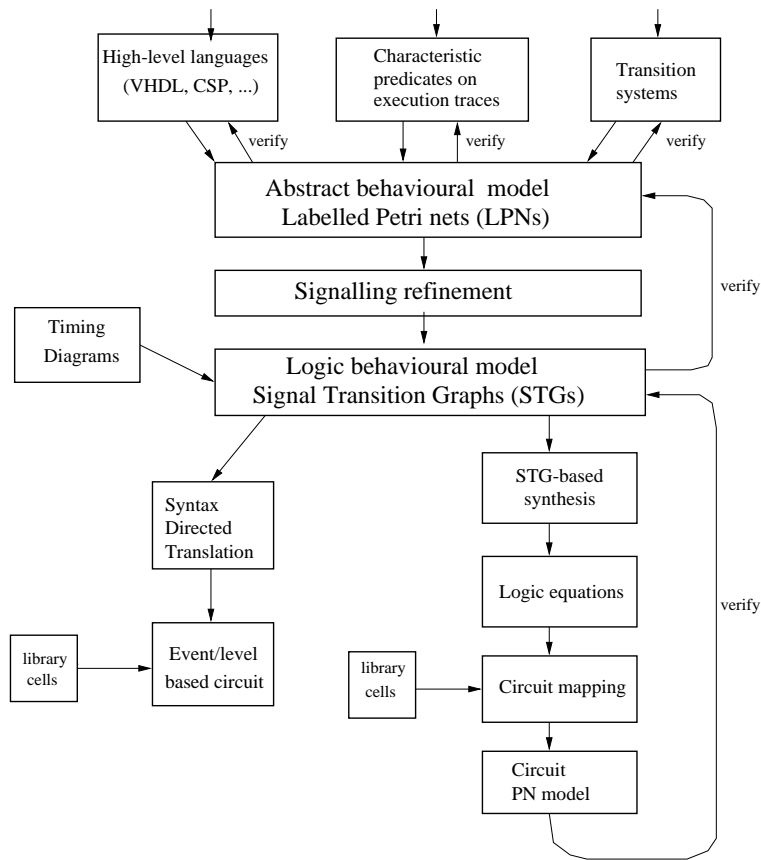 High-level languages
(VHDL, CSP, ...)
Characteristic
predicates on
execution traces
Transition
systems
verify
verify
verify
Abstract behavioural model
Labelled Petri nets (LPNs)
Signalling refinement
verify
Timing
Diagrams
Logic behavioural model
Signal Transition Graphs (STGs)
STG-based
synthesis
Syntax
Directed
Translation
Logic equations
verify
library
cells
Event/level
based circuit
library
cells
Circuit mapping
Circuit
PN model